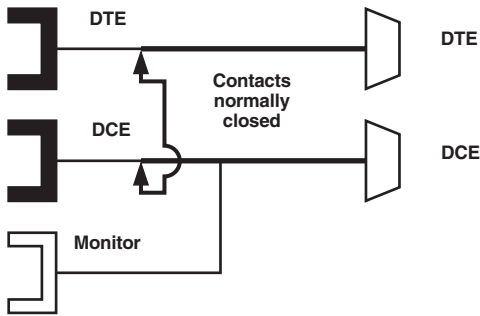 DTE
DTE
Contacts
normally
closed
DCE
DCE
Monitor